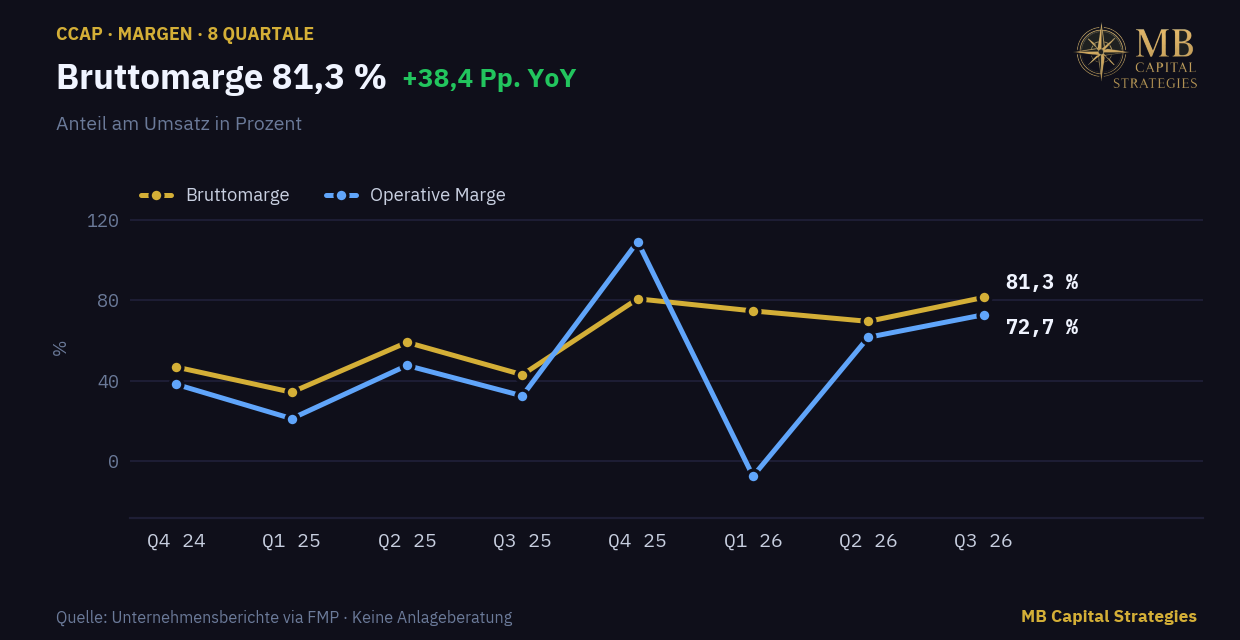 CCAP · MARGEN · 8 QUARTALE
Bruttomarge 81,3 % +38,4 Pp. YoY
Anteil am Umsatz in Prozent
MB
CAPITAL
STRATEGIES
Bruttomarge Operative Marge
120
80
40
0
%
81,3 %
72,7 %
Q4 24 Q1 25 Q2 25 Q3 25 Q4 25 Q1 26 Q2 26 Q3 26
Quelle: Unternehmensberichte via FMP · Keine Anlageberatung
MB Capital Strategies